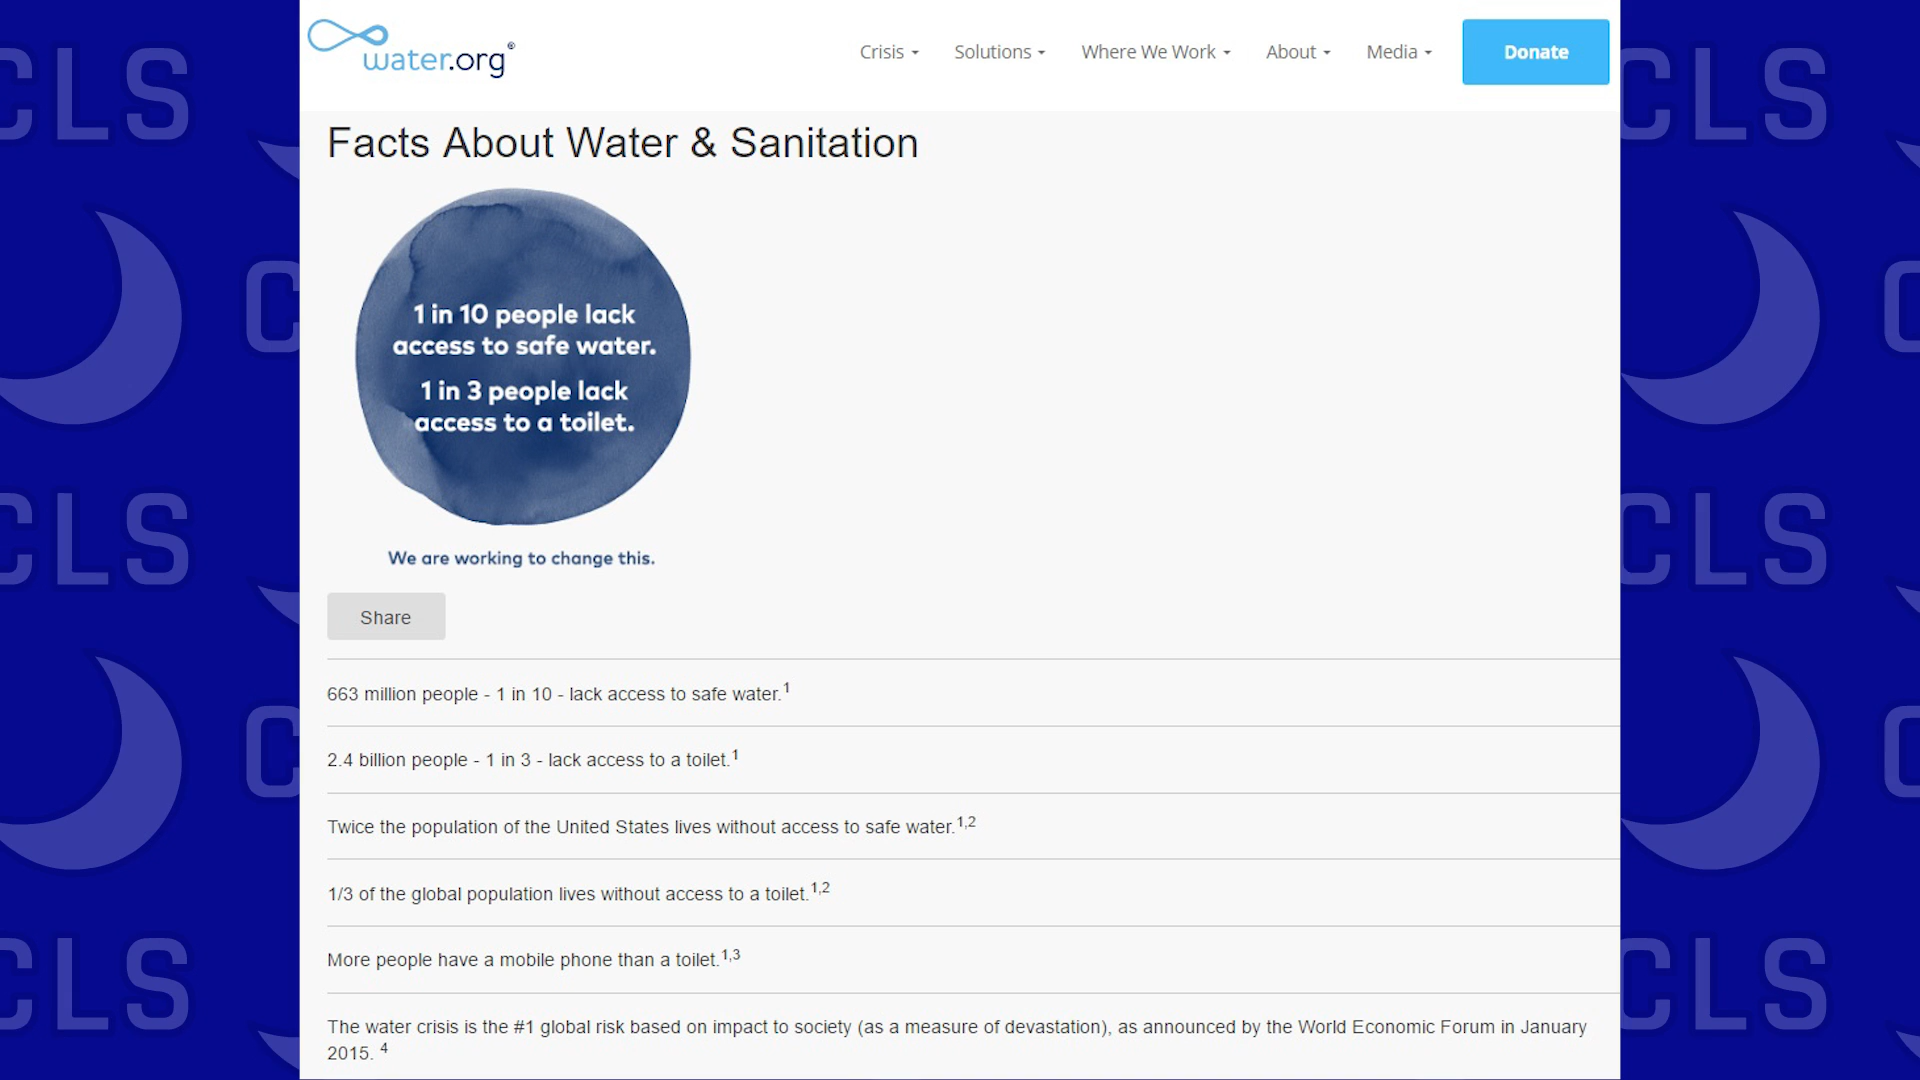 water.org®
Crisis
Solutions
Where We Work
About
Media
Donate
Facts About Water & Sanitation
1 in 10 people lack
access to safe water.
1 in 3 people lack
access to a toilet.
We are working to change this.
Share
663 million people - 1 in 10 - lack access to safe water.1
2.4 billion people - 1 in 3 - lack access to a toilet.1
Twice the population of the United States lives without access to safe water.1,2
1/3 of the global population lives without access to a toilet.1,2
More people have a mobile phone than a toilet.1,3
The water crisis is the #1 global risk based on impact to society (as a measure of devastation), as announced by the World Economic Forum in January
2015. 4
CLS
CLS
CLS
CLS
CLS
CLS